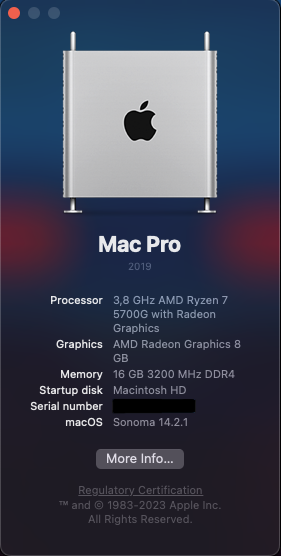 Mac Pro
2019
Processor 3,8 GHz AMD Ryzen 7
5700G with Radeon
Graphics
Graphics AMD Radeon Graphics 8
GB
Memory 16 GB 3200 MHz DDR4
Startup disk Macintosh HD
Serial number
macOS Sonoma 14.2.1
More Info...
Regulatory Certification
™ and © 1983-2023 Apple Inc.
All Rights Reserved.